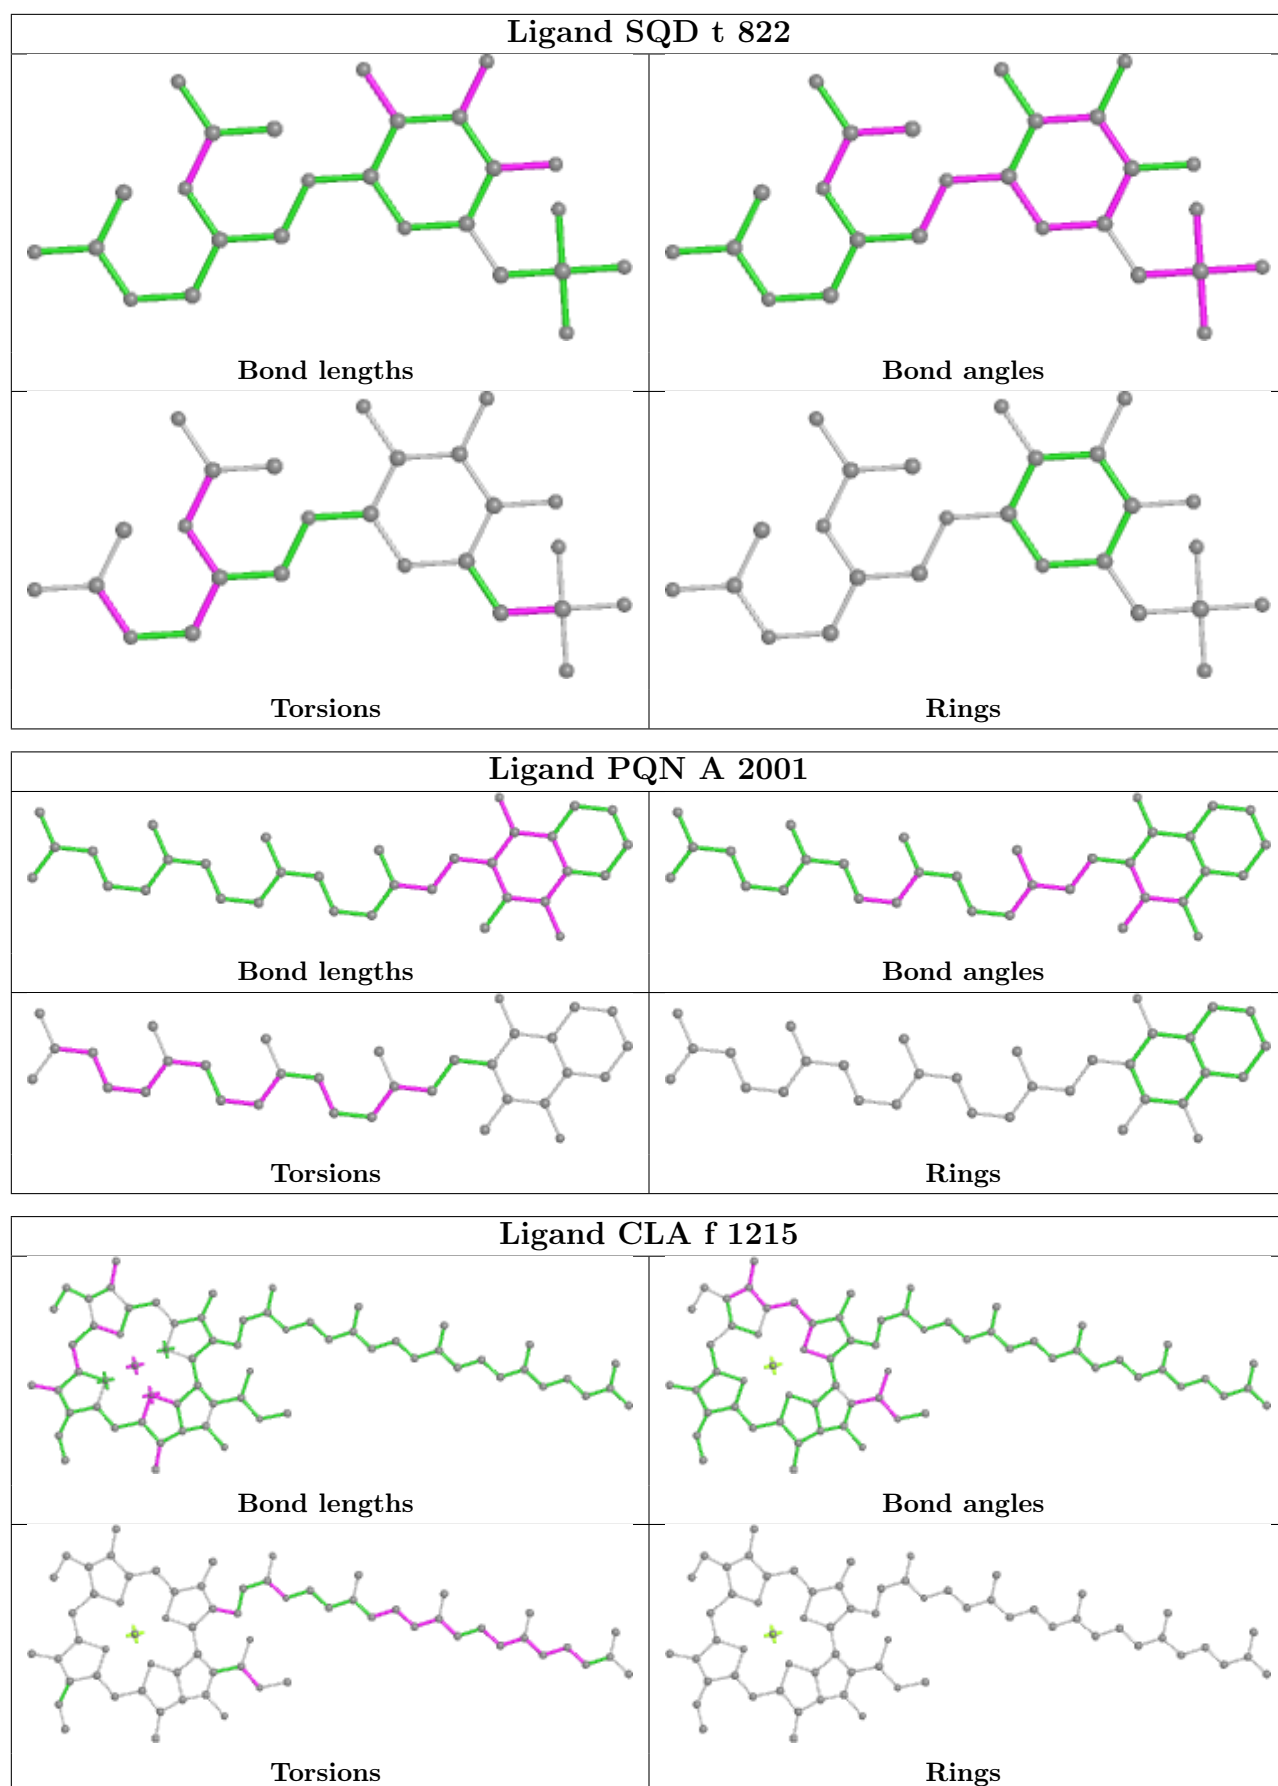 Ligand SQD t 822
Bond lengths
Bond angles
Torsions
Rings
Ligand PQN A 2001
Bond lengths
Bond angles
Torsions
Rings
Ligand CLA f 1215
Bond lengths
Bond angles
Torsions
Rings